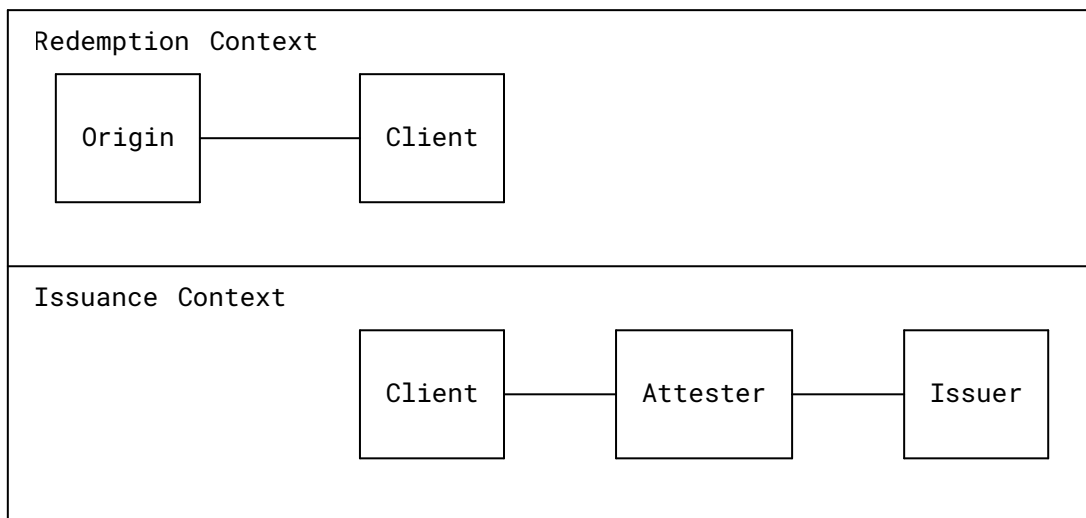 Redemption Context
Origin Client
Issuance Context
Client Attester Issuer